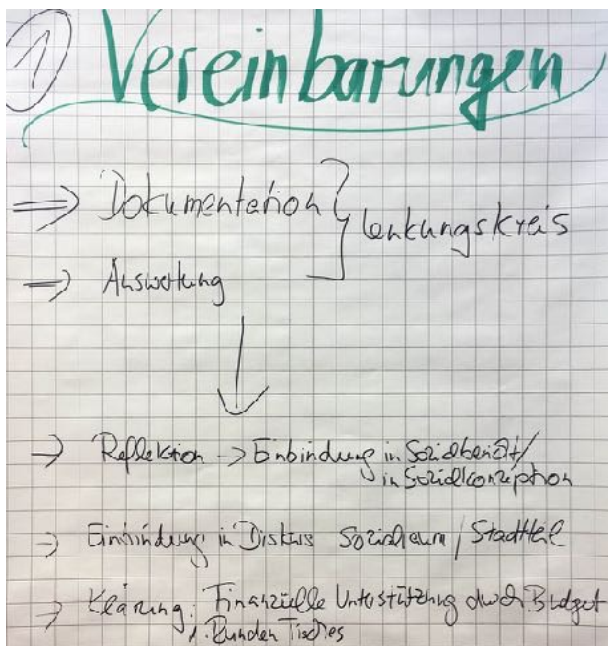 ① Vereinbarungen
⇒ Dokumentation } Lenkungskreis
⇒ Auswertung
↓
→ Reflektion → Einbindung in Sozialbericht/
in Sozialkonzeption
→ Einbindung in Diskurs Sozialraum / Stadtteil
→ Klärung: Finanzielle Unterstützung durch Budget
Runden Tisches